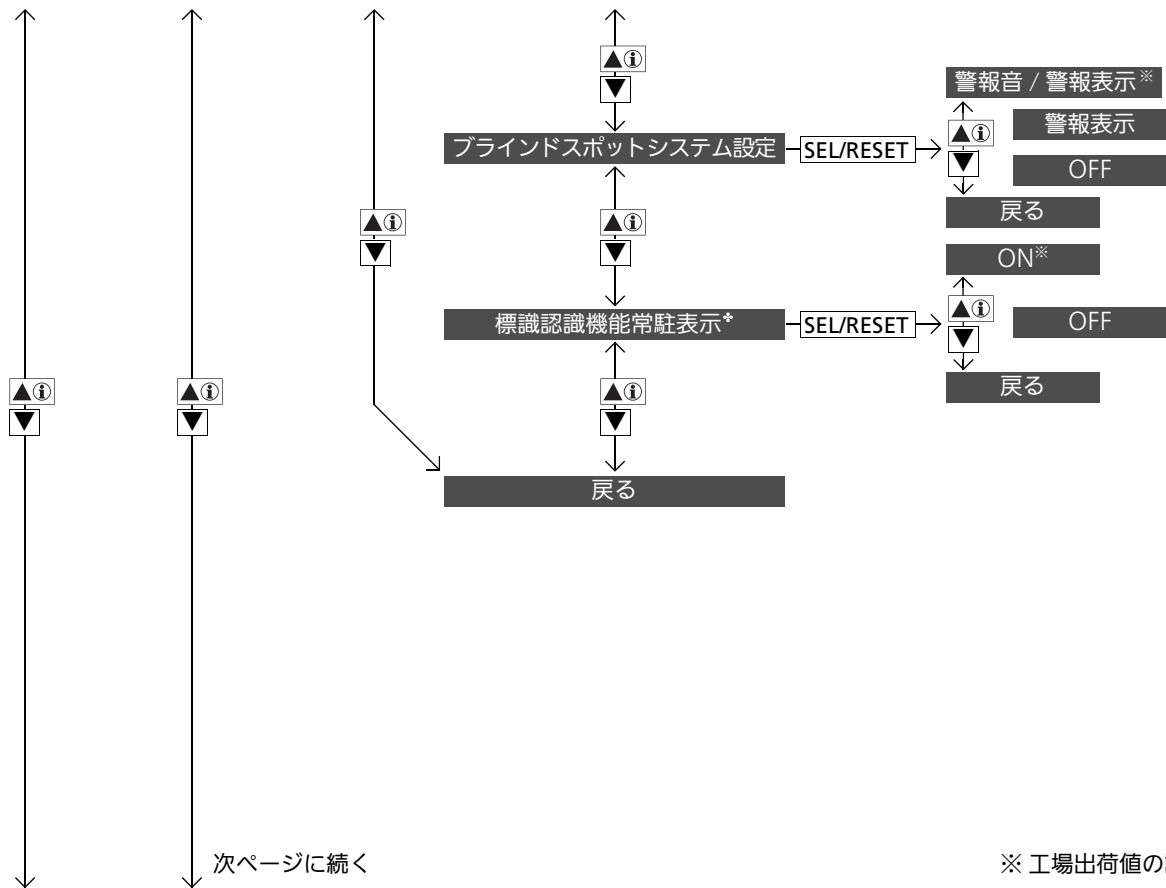 ▲ⓘ
▼
警報音 / 警報表示※
ブラインドスポットシステム設定
SEL/RESET
▲ⓘ
▼
警報表示
OFF
戻る
▲ⓘ
▼
▲ⓘ
▼
ON※
標識認識機能常駐表示✤
SEL/RESET
▲ⓘ
▼
OFF
戻る
▲ⓘ
▼
▲ⓘ
▼
▲ⓘ
▼
戻る
次ページに続く
※ 工場出荷値の